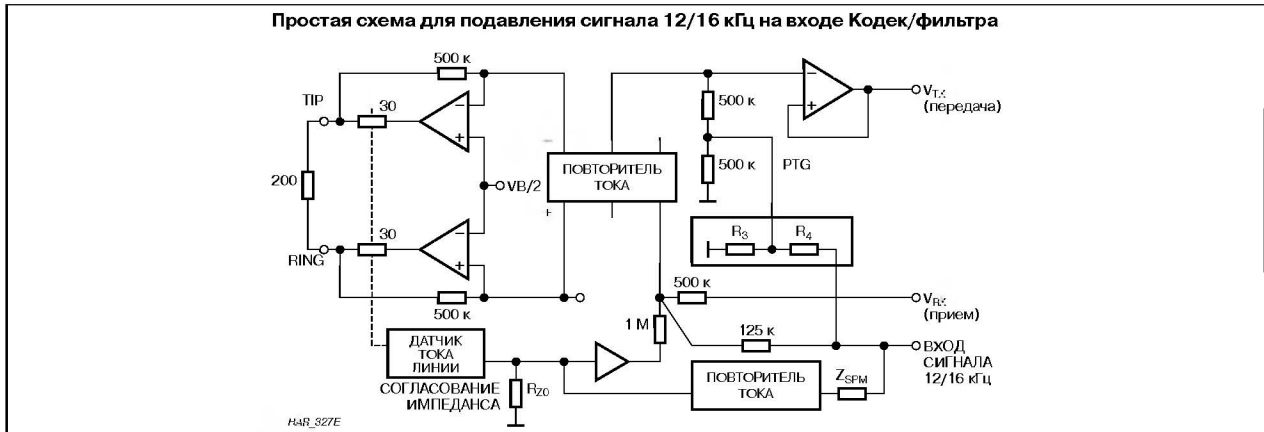 Простая схема для подавления сигнала 12/16 кГц на входе Кодек/фильтра
500 к
TIP
30
−
+
200
VB/2
30
−
+
RING
500 к
ПОВТОРИТЕЛЬ
ТОКА
+
500 к
500 к
PTG
−
+
VTX
(передача)
R3
R4
500 к
VRX
(прием)
1 М
125 к
ВХОД
СИГНАЛА
12/16 кГц
ДАТЧИК
ТОКА
ЛИНИИ
СОГЛАСОВАНИЕ
ИМПЕДАНСА
RZ0
ПОВТОРИТЕЛЬ
ТОКА
ZSPM
HAR_327E